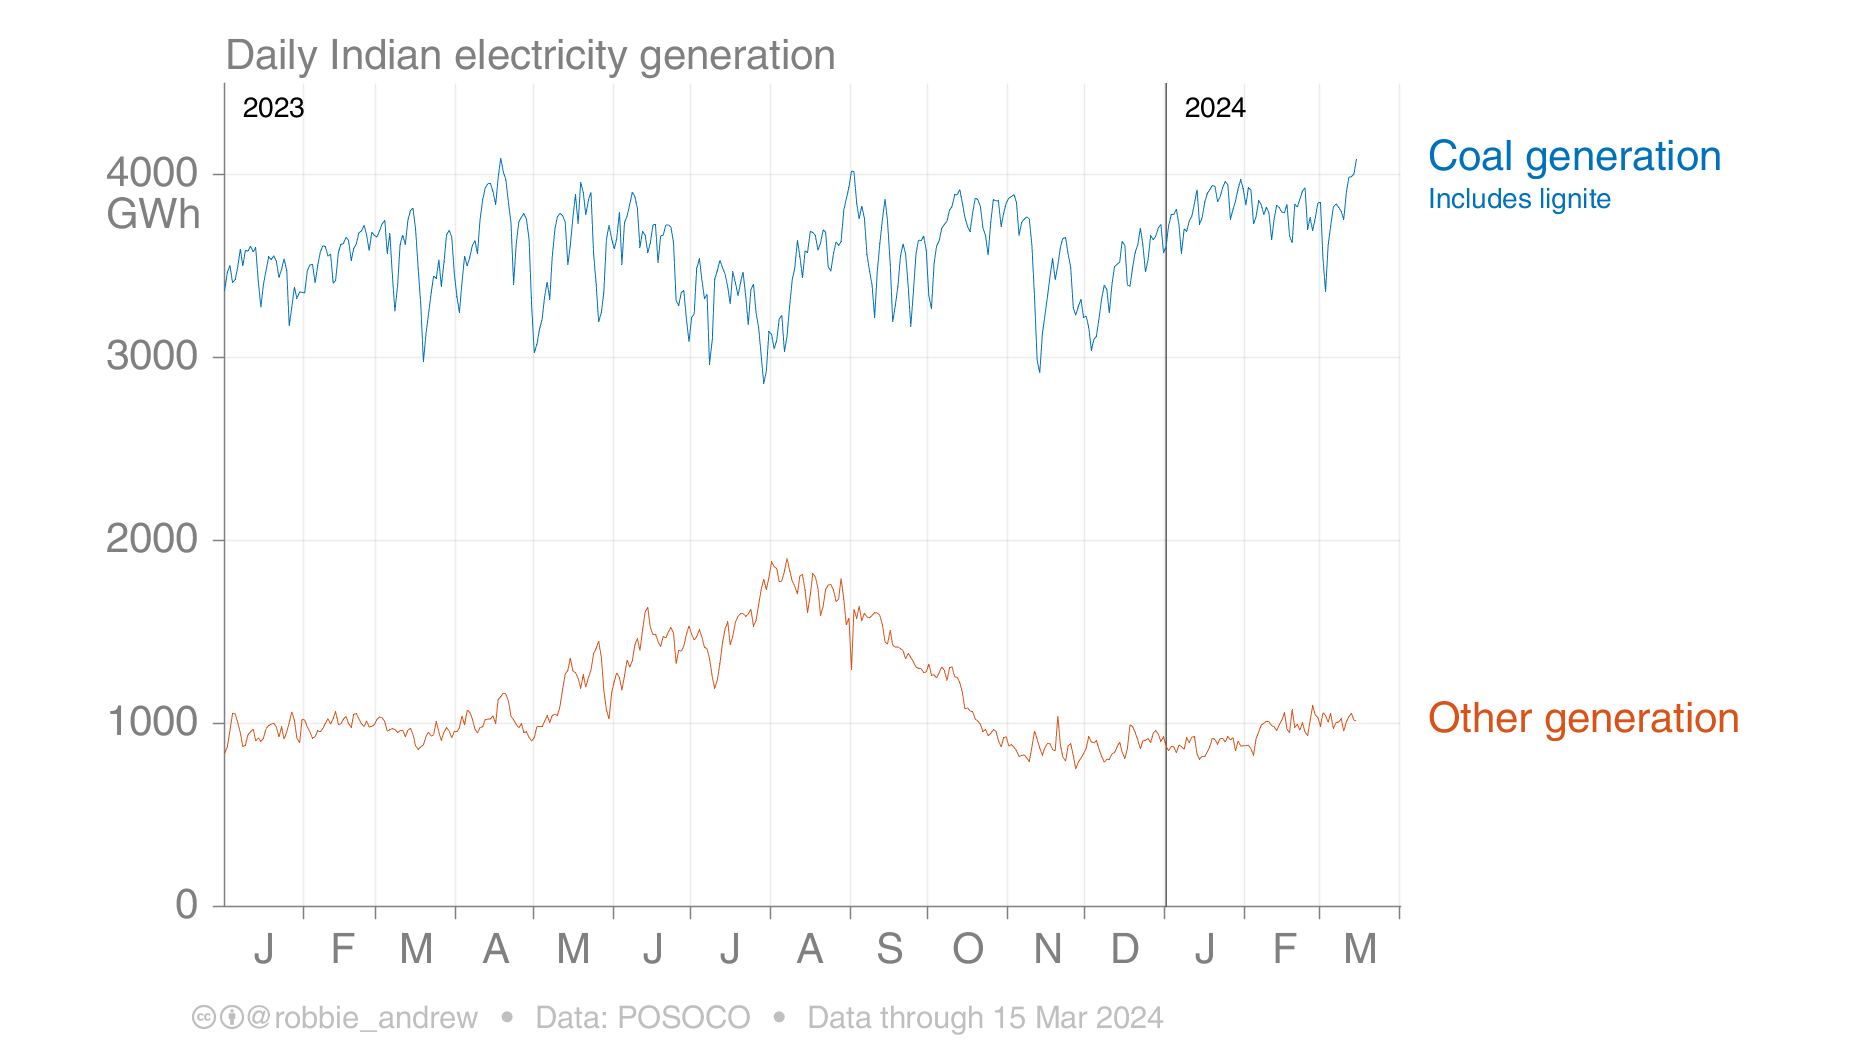 Daily Indian electricity generation
2023
2024
4000
GWh
3000
2000
1000
0
Coal generation
Includes lignite
Other generation
J F M A M J J A S O N D J F M
@robbie_andrew • Data: POSOCO • Data through 15 Mar 2024